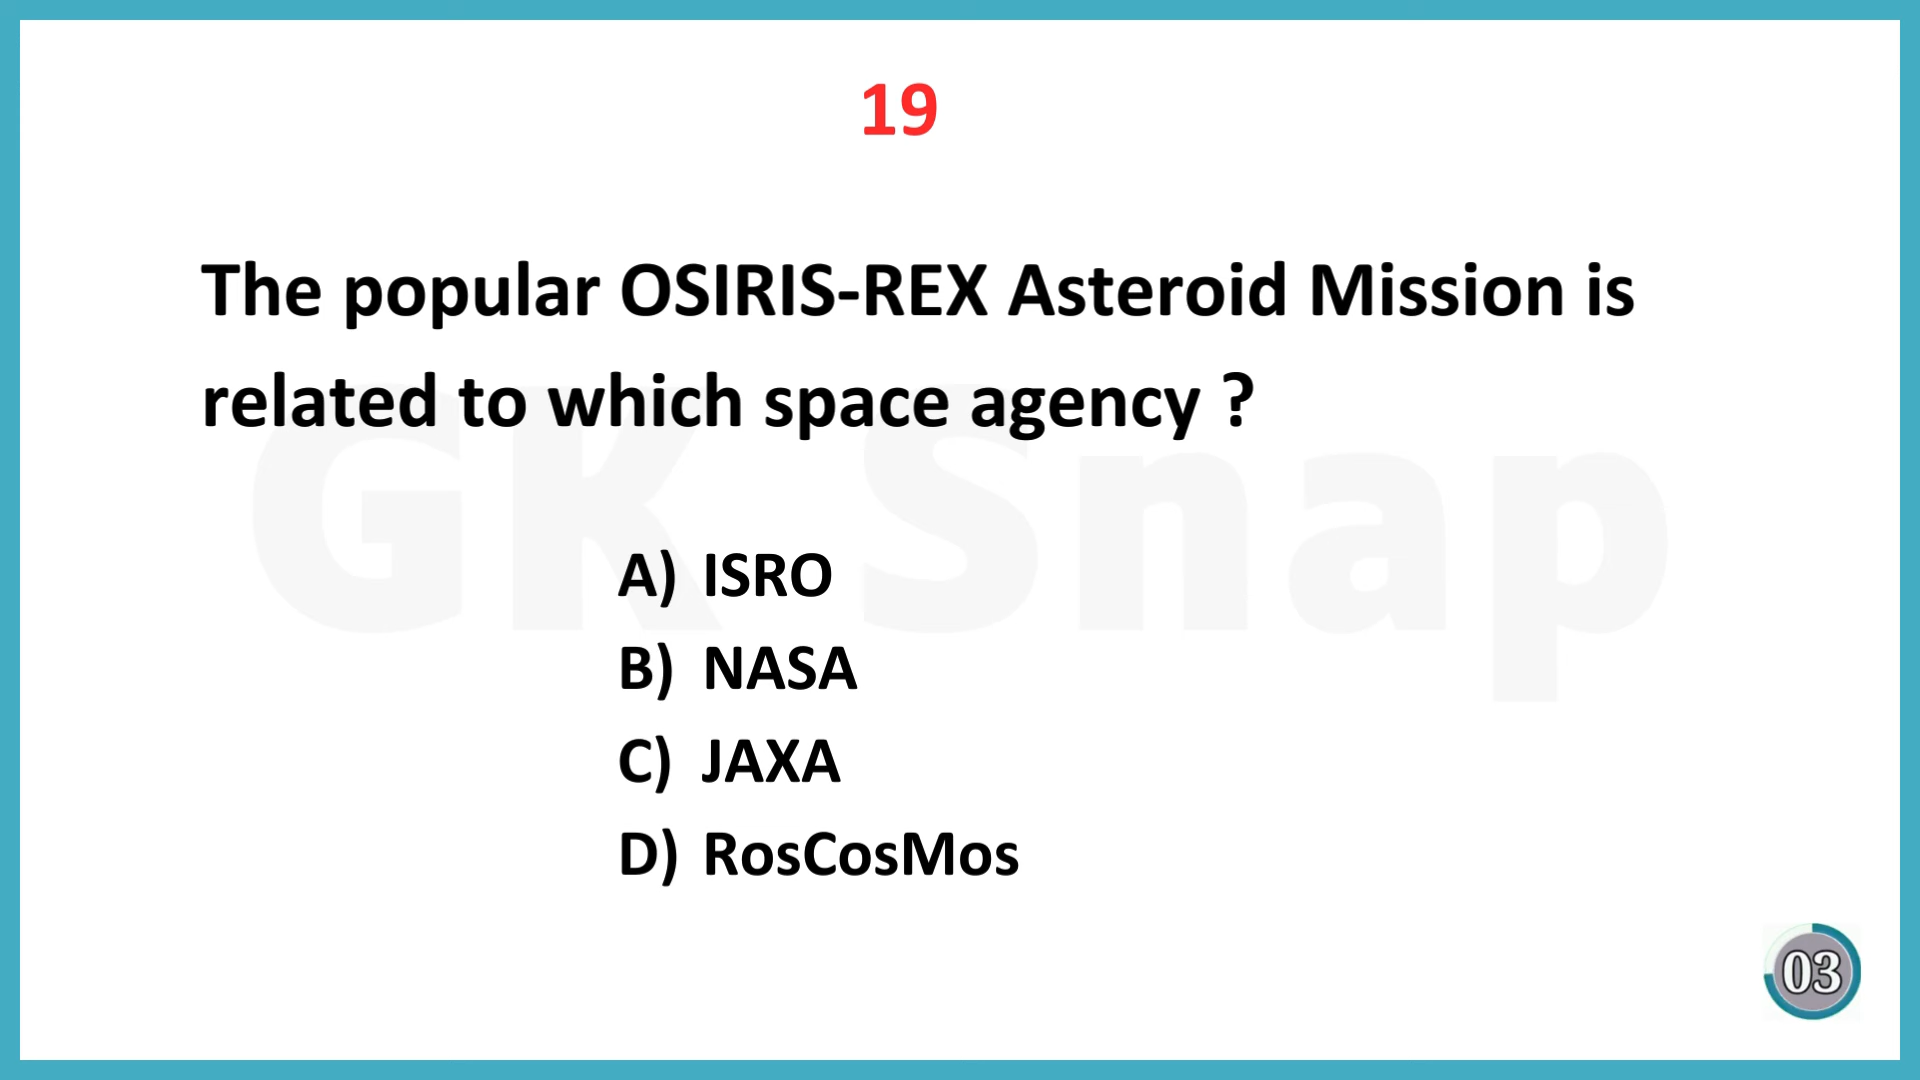 19
The popular OSIRIS-REX Asteroid Mission is
related to which space agency ?
GK Snap
A) ISRO
B) NASA
C) JAXA
D) RosCosMos
03